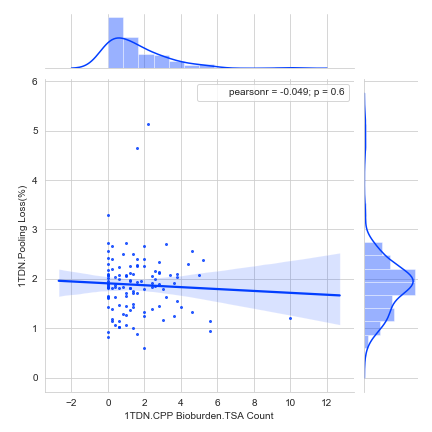 pearsonr = -0.049; p = 0.6
6
5
4
3
2
1
0
1TDN.Pooling Loss(%)
−2 0 2 4 6 8 10 12
1TDN.CPP Bioburden.TSA Count